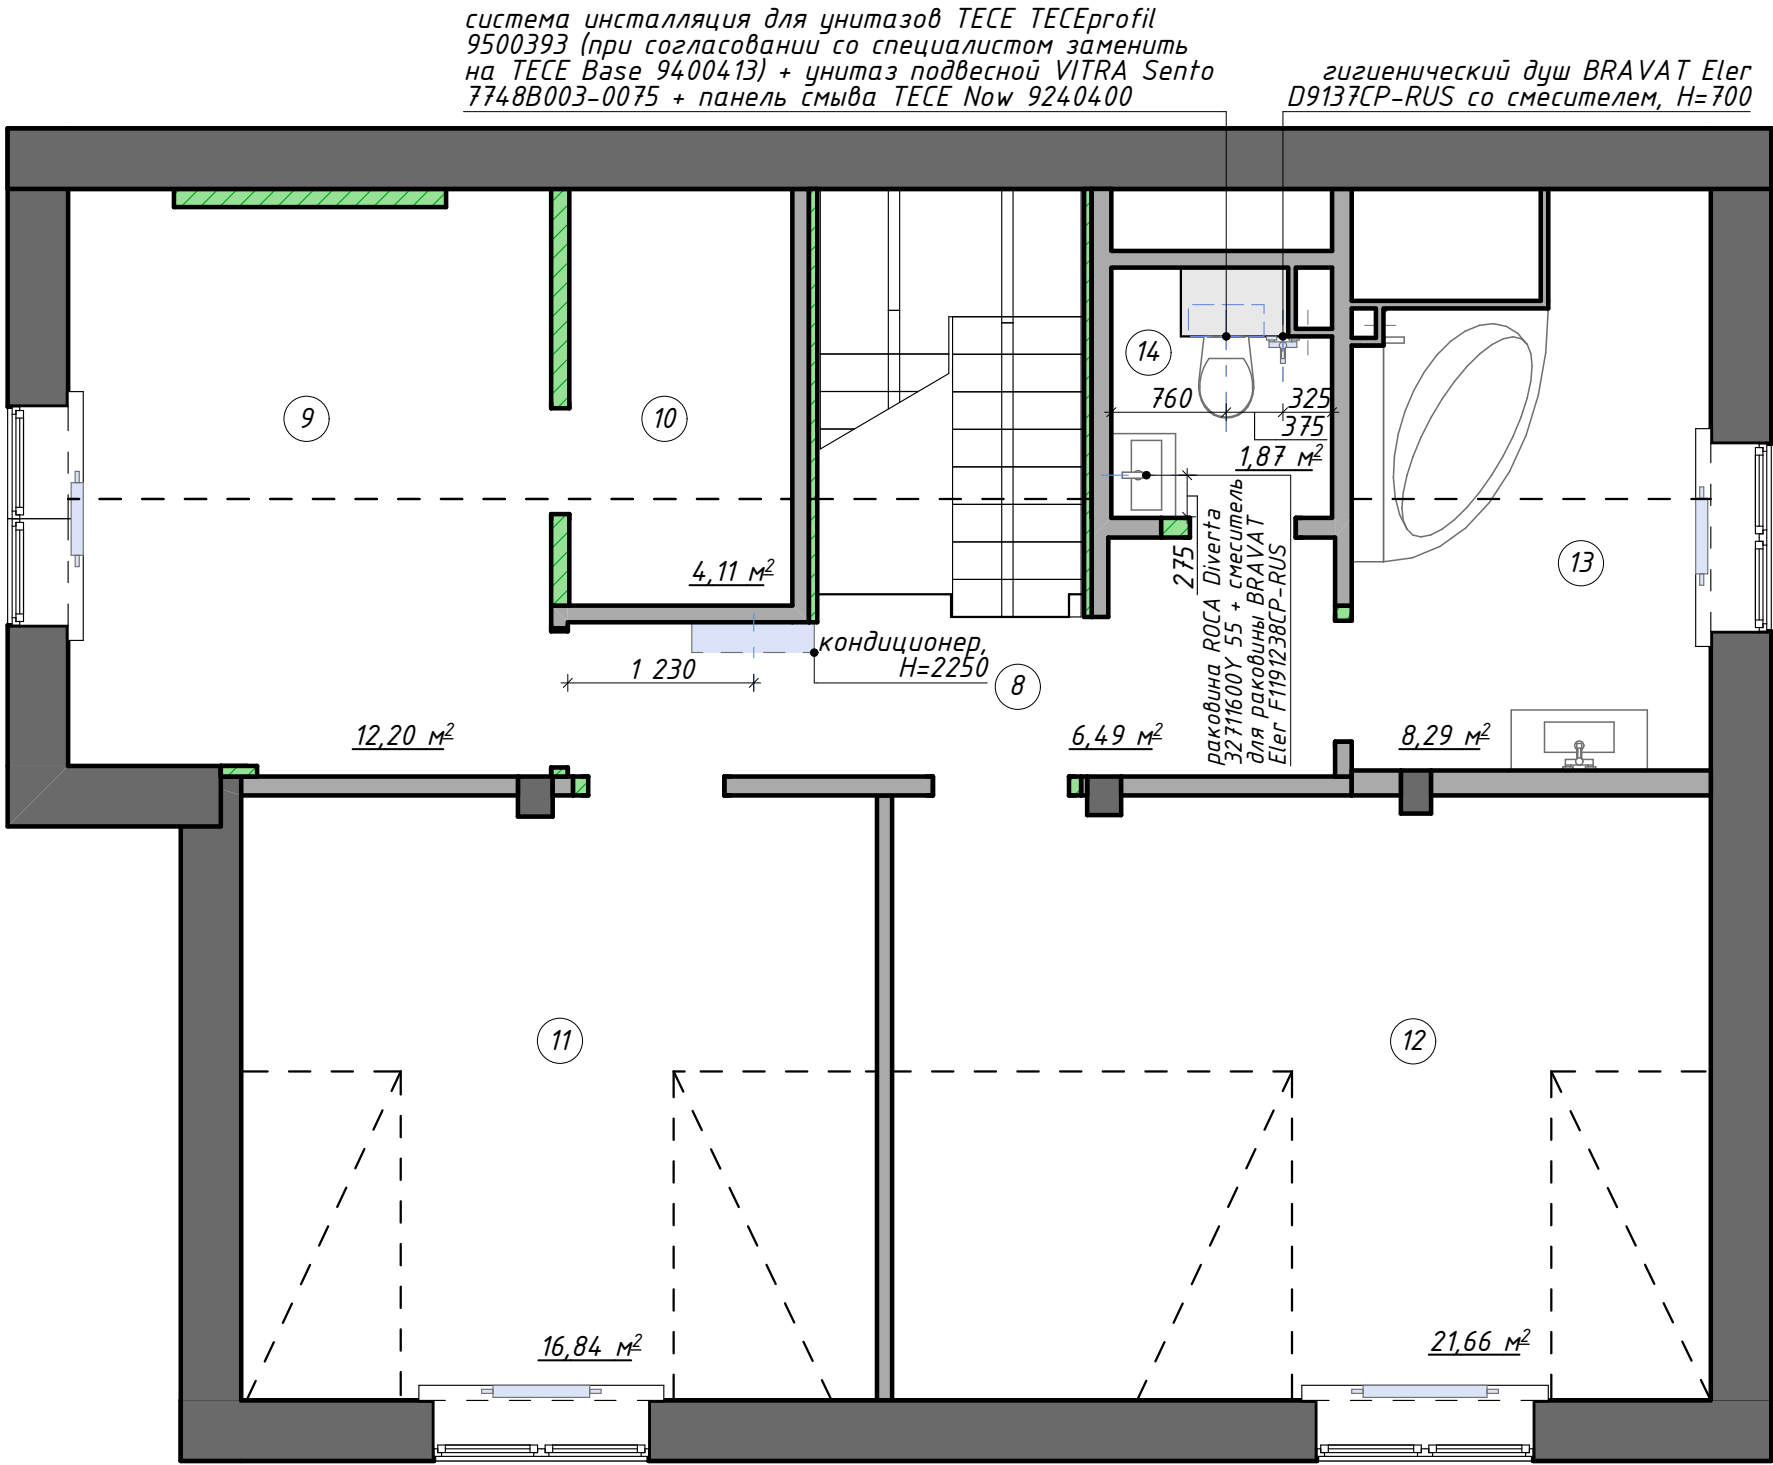 система инсталляция для унитазов TECE TECEprofil
9500393 (при согласовании со специалистом заменить
на TECE Base 9400413) + унитаз подвесной VITRA Sento
7748B003-0075 + панель смыва TECE Now 9240400
гигиенический душ BRAVAT Eler
D9137CP-RUS со смесителем, H=700
14
760
325
375
1,87 м²
9
10
4,11 м²
275
раковина ROCA Diverta
32711600Y 55 + смеситель
для раковины BRAVAT
Eler F1191238CP-RUS
13
кондиционер,
H=2250
1 230
8
12,20 м²
6,49 м²
8,29 м²
11
12
16,84 м²
21,66 м²